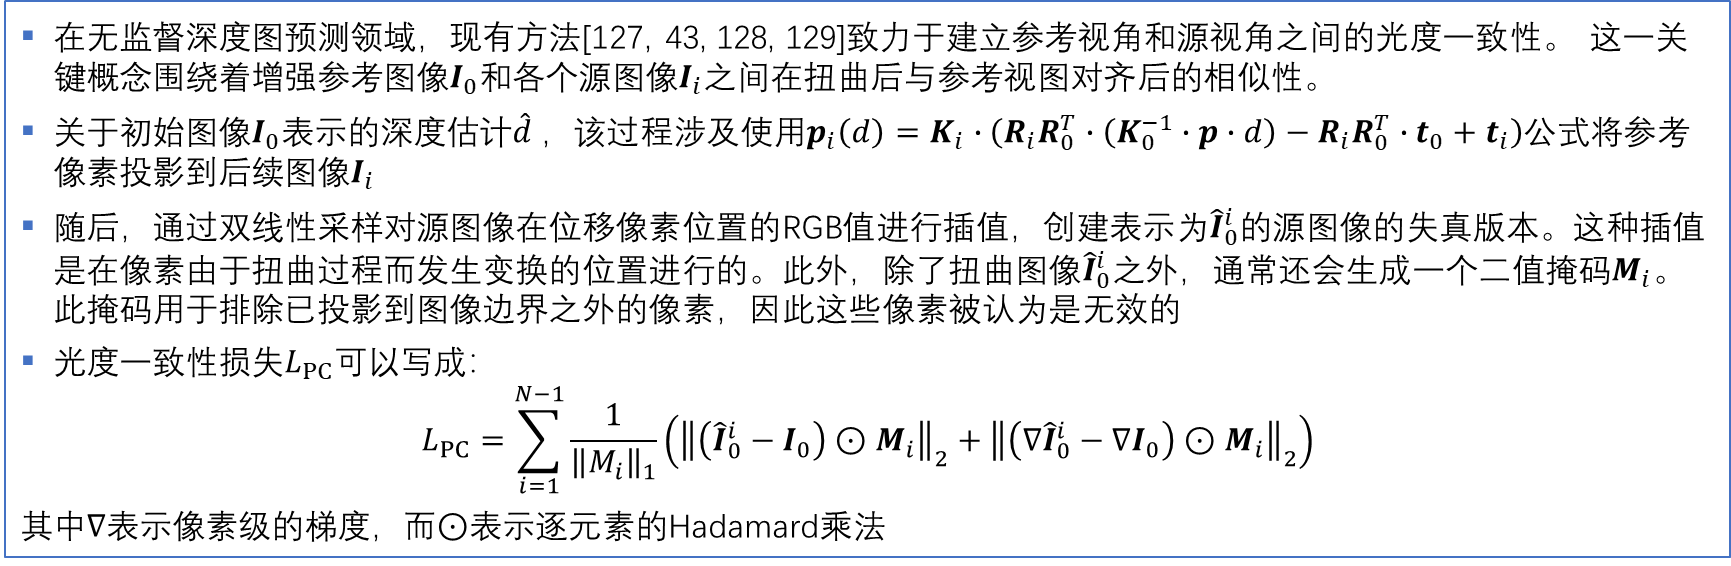 ▪ 在无监督深度图预测领域，现有方法[127, 43, 128, 129]致力于建立参考视角和源视角之间的光度一致性。 这一关
键概念围绕着增强参考图像𝑰₀和各个源图像𝑰ᵢ之间在扭曲后与参考视图对齐后的相似性。
▪ 关于初始图像𝑰₀表示的深度估计d̂ ，该过程涉及使用𝒑ᵢ(d) = 𝑲ᵢ · (𝑹ᵢ𝑹₀ᵀ · (𝑲₀⁻¹ · 𝒑 · d) − 𝑹ᵢ𝑹₀ᵀ · 𝒕₀ + 𝒕ᵢ)公式将参考
像素投影到后续图像𝑰ᵢ
▪ 随后，通过双线性采样对源图像在位移像素位置的RGB值进行插值，创建表示为𝑰̂₀ⁱ的源图像的失真版本。这种插值
是在像素由于扭曲过程而发生变换的位置进行的。此外，除了扭曲图像𝑰̂₀ⁱ之外，通常还会生成一个二值掩码𝑴ᵢ。
此掩码用于排除已投影到图像边界之外的像素，因此这些像素被认为是无效的
▪ 光度一致性损失L_PC可以写成：
L_PC = ∑_{i=1}^{N−1} 1/‖Mᵢ‖₁ (‖(𝑰̂₀ⁱ − 𝑰₀) ⊙ 𝑴ᵢ‖₂ + ‖(∇𝑰̂₀ⁱ − ∇𝑰₀) ⊙ 𝑴ᵢ‖₂)
其中∇表示像素级的梯度，而⊙表示逐元素的Hadamard乘法